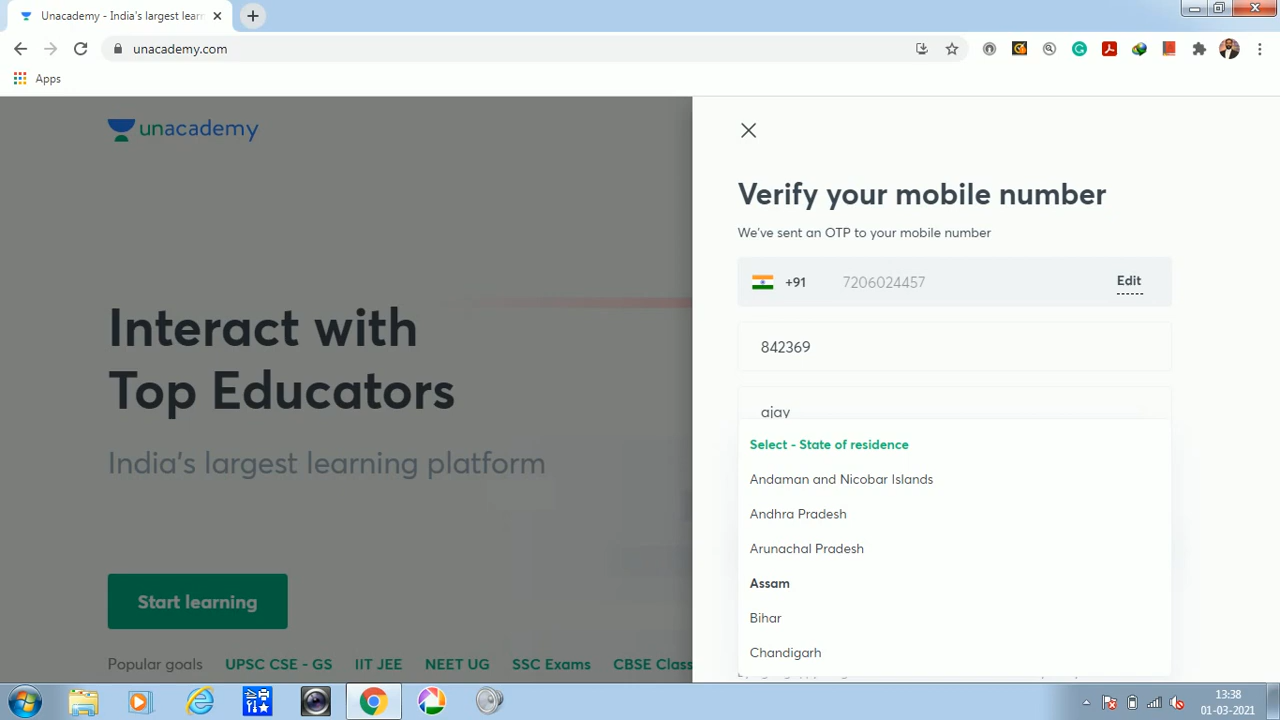 Unacademy - India's largest lear
unacademy.com
Apps
unacademy
Interact with
Top Educators
India's largest learning platform
Start learning
Popular goals UPSC CSE - GS IIT JEE NEET UG SSC Exams CBSE Class
Verify your mobile number
We've sent an OTP to your mobile number
+91 7206024457 Edit
842369
ajay
Select - State of residence
Andaman and Nicobar Islands
Andhra Pradesh
Arunachal Pradesh
Assam
Bihar
Chandigarh
13:38
01-03-2021